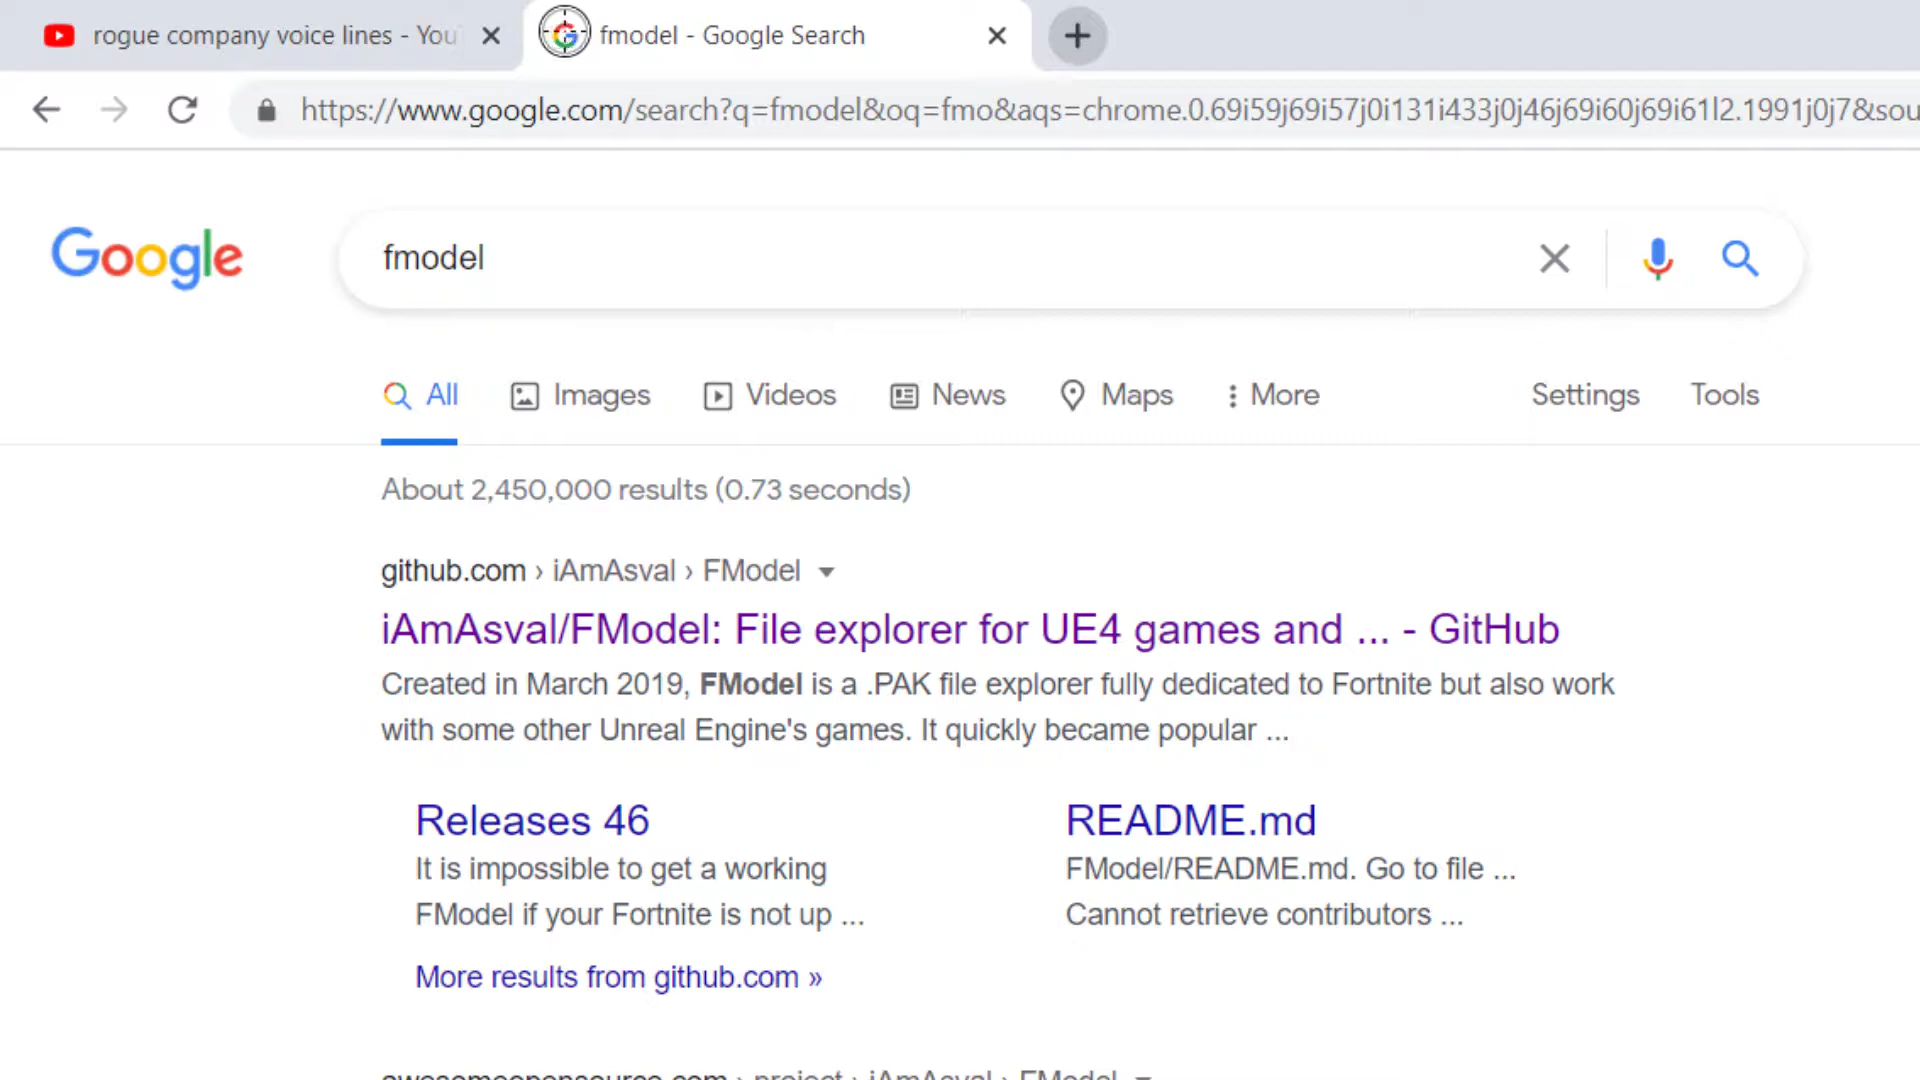 rogue company voice lines - You
fmodel - Google Search
https://www.google.com/search?q=fmodel&oq=fmo&aqs=chrome.0.69i59j69i57j0i131i433j0j46j69i60j69i61l2.1991j0j7&sou
Google
fmodel
All Images Videos News Maps More Settings Tools
About 2,450,000 results (0.73 seconds)
github.com › iAmAsval › FModel
iAmAsval/FModel: File explorer for UE4 games and ... - GitHub
Created in March 2019, FModel is a .PAK file explorer fully dedicated to Fortnite but also work
with some other Unreal Engine's games. It quickly became popular ...
Releases 46
It is impossible to get a working
FModel if your Fortnite is not up ...
README.md
FModel/README.md. Go to file ...
Cannot retrieve contributors ...
More results from github.com »
awesomeopensource.com › project › iAmAsval › FModel